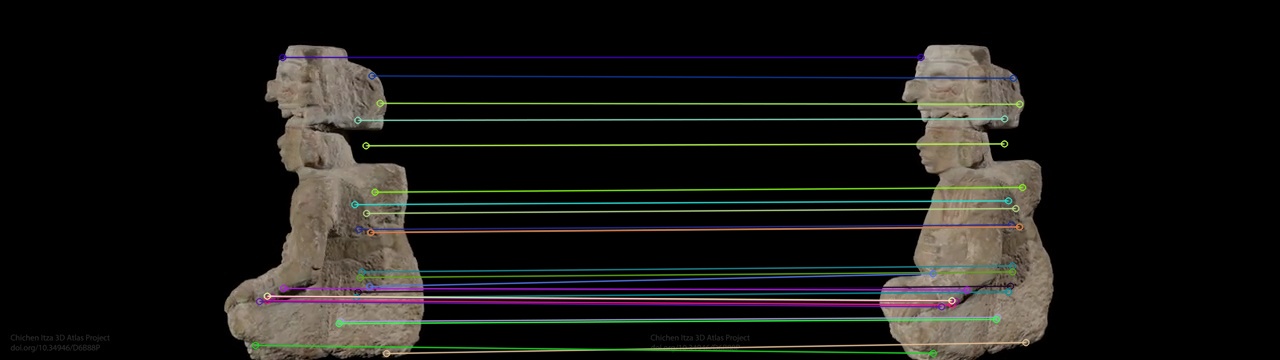 Chichen Itza 3D Atlas Project
doi.org/10.34946/D6888P
Chichen Itza 3D Atlas Project